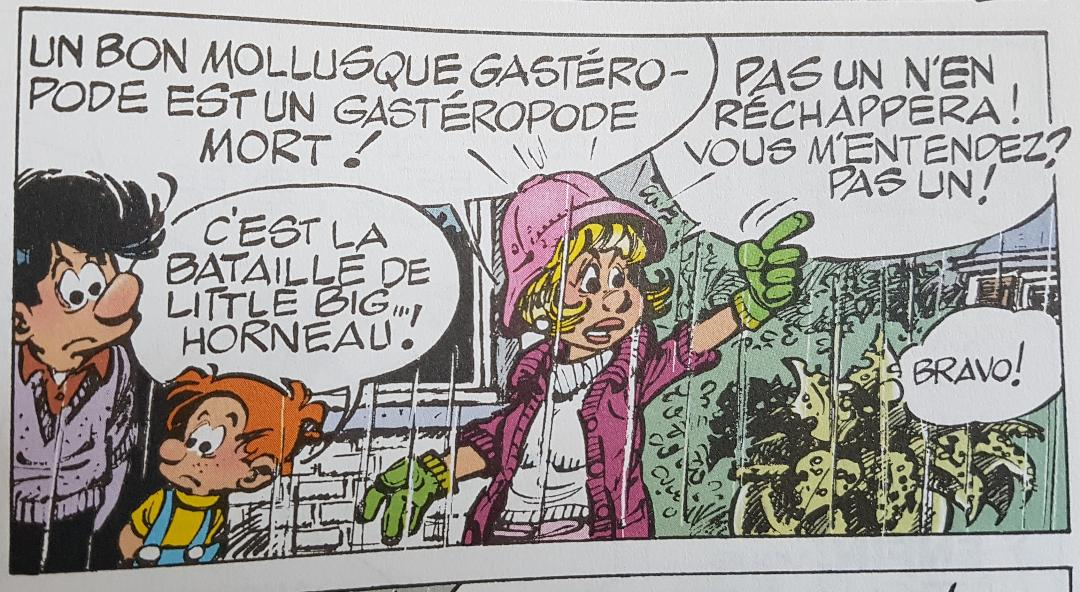 UN BON MOLLUSQUE GASTÉRO-
PODE EST UN GASTÉROPODE
MORT !
PAS UN N'EN
RÉCHAPPERA !
VOUS M'ENTENDEZ ?
PAS UN !
C'EST LA
BATAILLE DE
LITTLE BIG...
HORNEAU !
BRAVO !